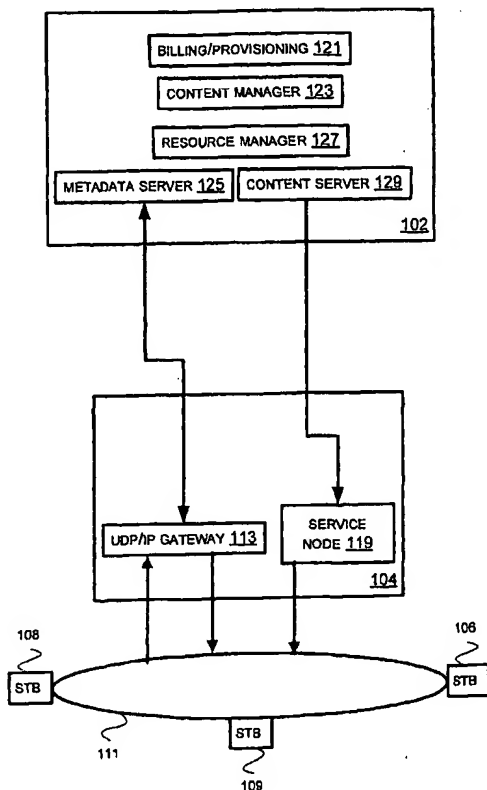 BILLING/PROVISIONING 121
CONTENT MANAGER 123
RESOURCE MANAGER 127
METADATA SERVER 125
CONTENT SERVER 129
102
UDP/IP GATEWAY 113
SERVICE
NODE 119
104
108
STB
106
STB
111
STB
109